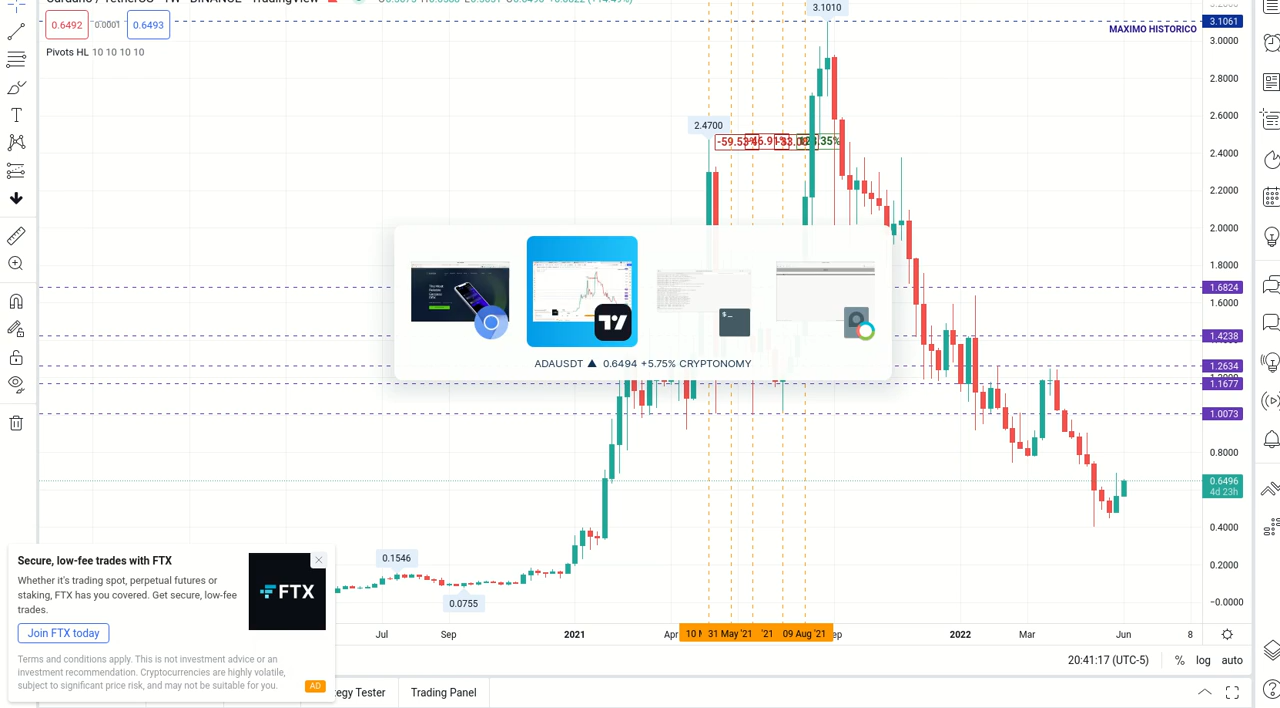 3.1010
3.1061
MAXIMO HISTORICO
0.6492
0.0001
0.6493
3.0000
Pivots HL 10 10 10 10
2.8000
2.6000
2.4700
2.4000
2.2000
2.0000
1.8000
1.6824
1.6000
1.4238
ADAUSDT ▲ 0.6494 +5.75% CRYPTONOMY
1.2634
1.1677
1.0073
0.8000
0.6496
4d 23h
0.4000
0.1546
0.2000
0.0755
−0.0000
Secure, low-fee trades with FTX
Whether it's trading spot, perpetual futures or
staking, FTX has you covered. Get secure, low-fee
trades.
FTX
Join FTX today
Terms and conditions apply. This is not investment advice or an
investment recommendation. Cryptocurrencies are highly volatile,
subject to significant price risk, and may not be suitable for you.
AD
Jul Sep 2021 Apr 31 May '21 '21 09 Aug '21 2022 Mar Jun 8
20:41:17 (UTC-5) % log auto
Tester Trading Panel